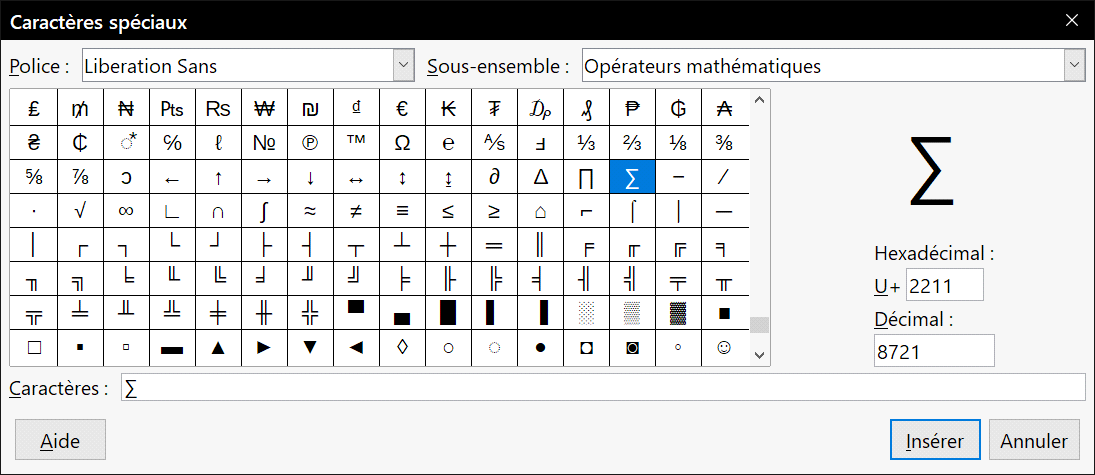 Caractères spéciaux
Police : Liberation Sans Sous-ensemble : Opérateurs mathématiques
₤ ₥ ₦ ₧ ₨ ₩ ₪ ₫ € ₭ ₮ ₯ ₰ ₱ ₲ ₳
₴ ₵ ⃰ ℅ ℓ № ℗ ™ Ω ℮ ⅍ ⅎ ⅓ ⅔ ⅛ ⅜
⅝ ⅞ ↄ ← ↑ → ↓ ↔ ↕ ↨ ∂ ∆ ∏ ∑ − ∕
∙ √ ∞ ∟ ∩ ∫ ≈ ≠ ≡ ≤ ≥ ⌂ ⌐ ⌠ │ ─
│ ┌ ┐ └ ┘ ├ ┤ ┬ ┴ ┼ ═ ║ ╒ ╓ ╔ ╕
╖ ╗ ╘ ╙ ╚ ╛ ╜ ╝ ╞ ╟ ╠ ╡ ╢ ╣ ╤ ╥
╦ ╧ ╨ ╩ ╪ ╫ ╬ ▀ ▄ █ ▌ ▐ ░ ▒ ▓ ■
□ ▪ ▫ ▬ ▲ ► ▼ ◄ ◊ ○ ◌ ● ◘ ◙ ◦ ☺
∑
Hexadécimal :
U+ 2211
Décimal :
8721
Caractères : ∑
Aide Insérer Annuler